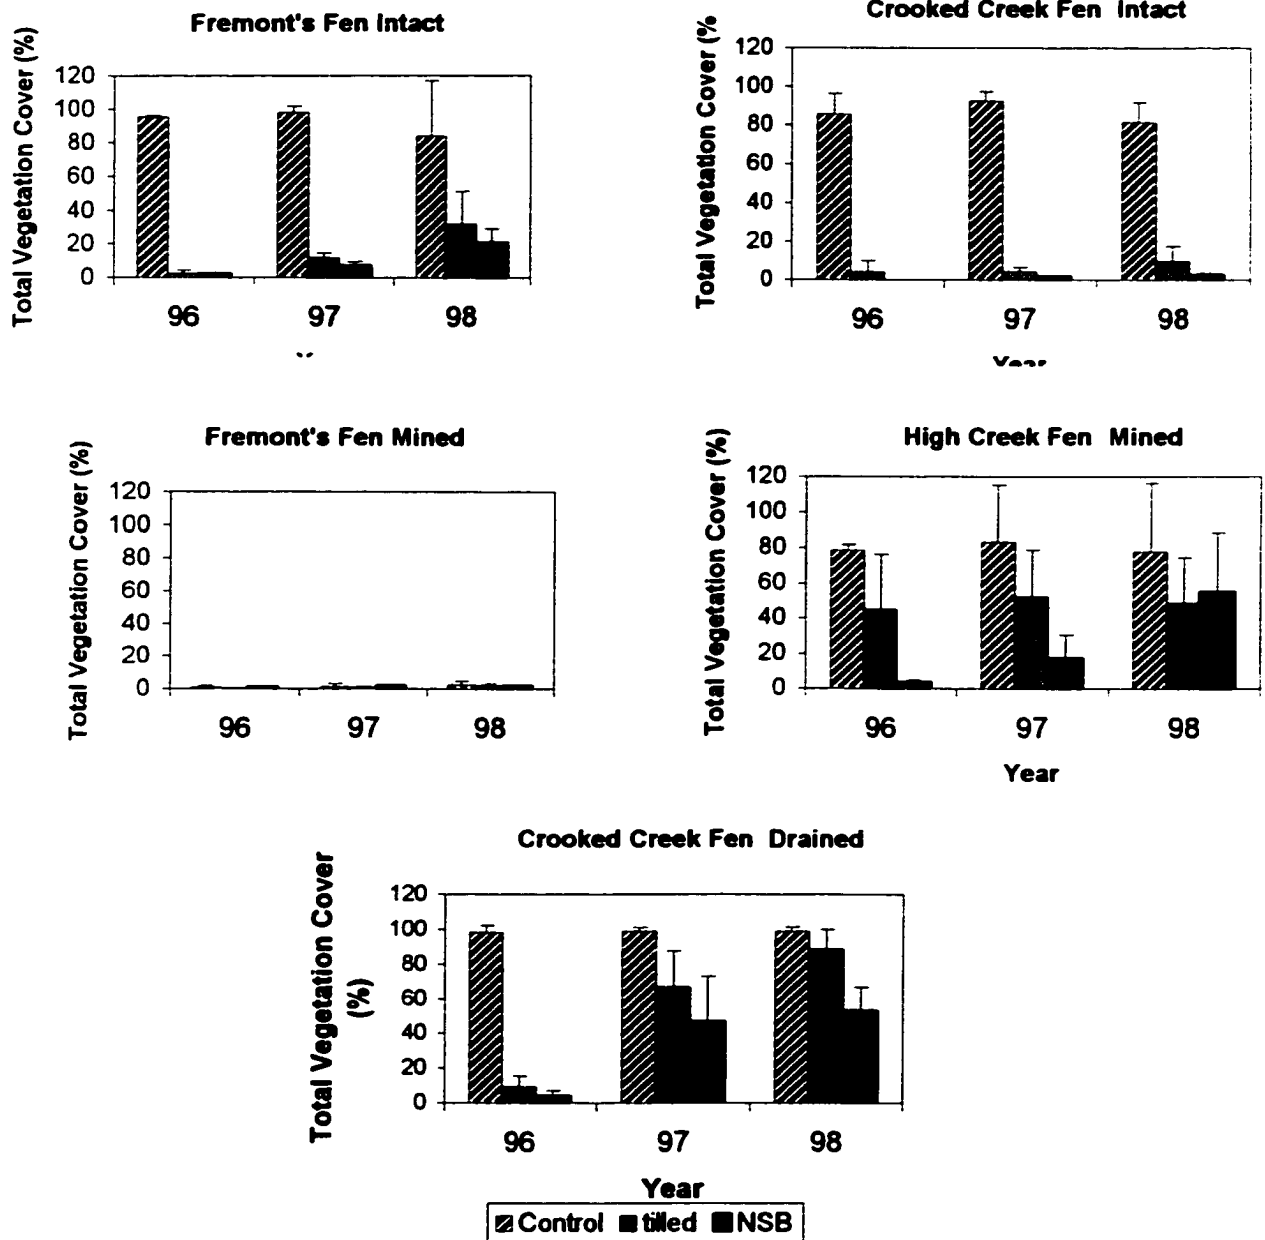 Fremont's Fen Intact
Total Vegetation Cover (%)
120
100
80
60
40
20
0
96 97 98
Crooked Creek Fen Intact
Total Vegetation Cover (%
120
100
80
60
40
20
0
96 97 98
Year
Fremont's Fen Mined
Total Vegetation Cover (%)
120
100
80
60
40
20
0
96 97 98
High Creek Fen Mined
Total Vegetation Cover (%)
120
100
80
60
40
20
0
96 97 98
Year
Crooked Creek Fen Drained
Total Vegetation Cover
(%)
120
100
80
60
40
20
0
96 97 98
Year
Control tilled NSB